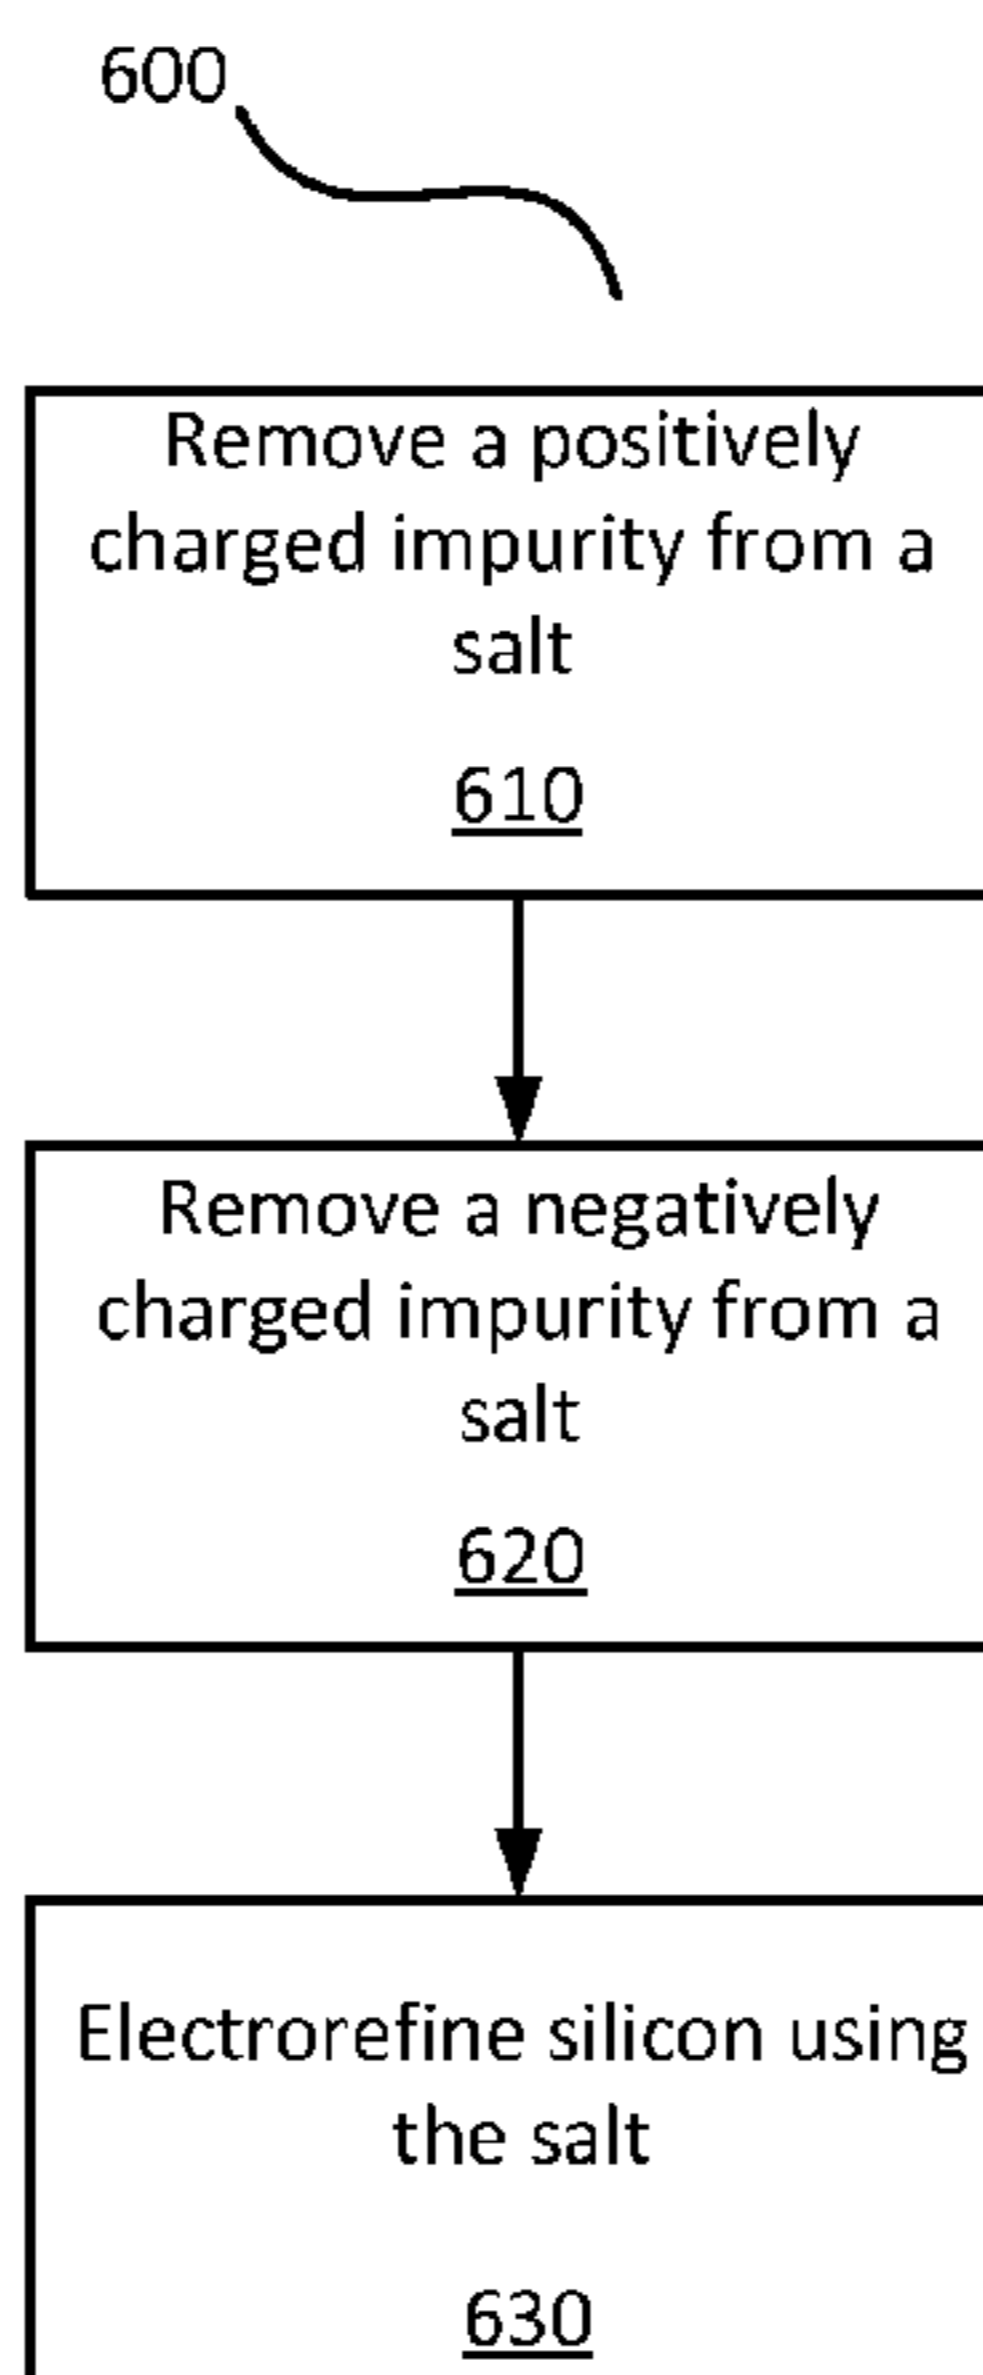 600
Remove a positively
charged impurity from a
salt
610
Remove a negatively
charged impurity from a
salt
620
Electrorefine silicon using
the salt
630